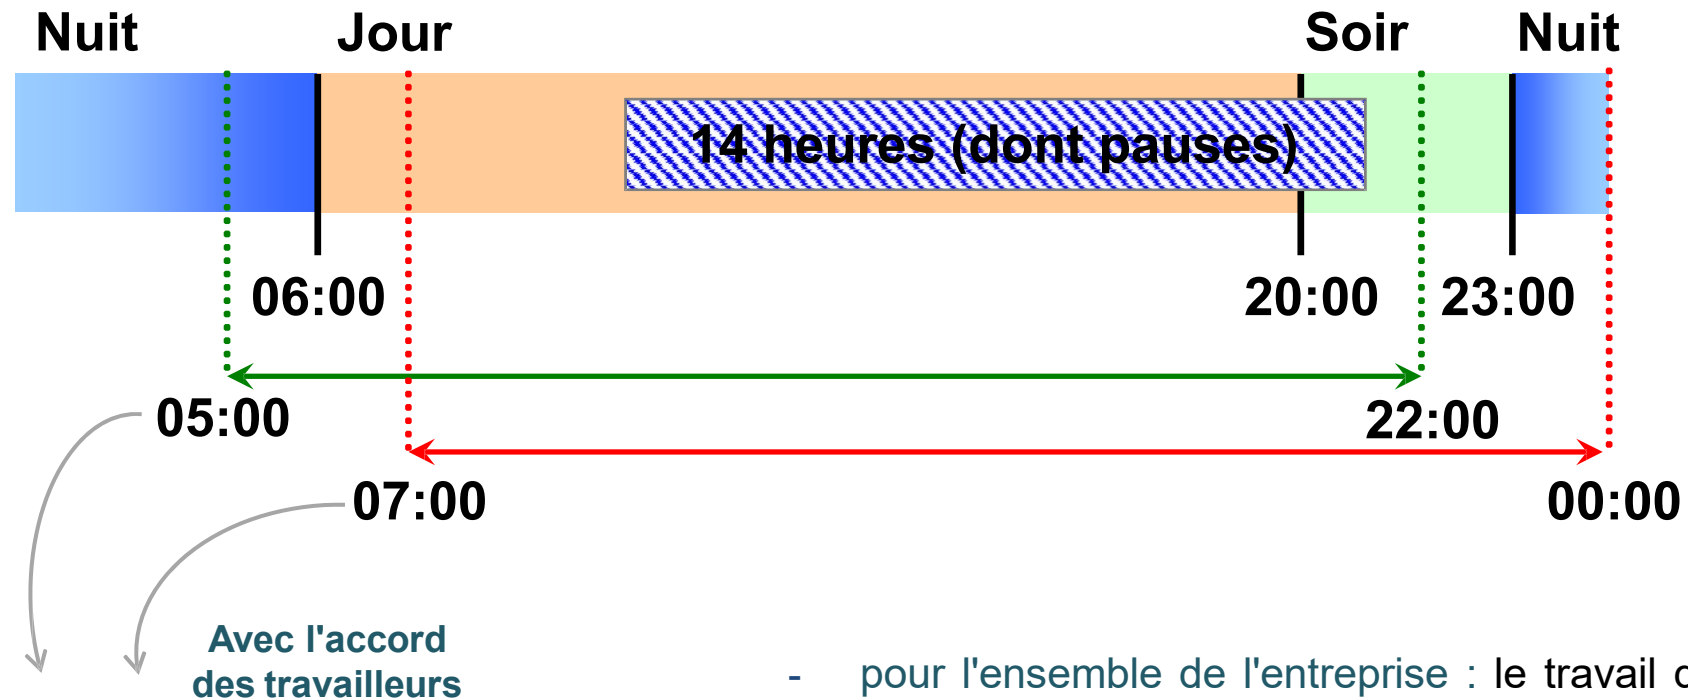 Nuit Jour Soir Nuit
14 heures (dont pauses)
06:00 20:00 23:00
05:00 22:00
07:00 00:00
Avec l'accord
des travailleurs
- pour l'ensemble de l'entreprise : le travail